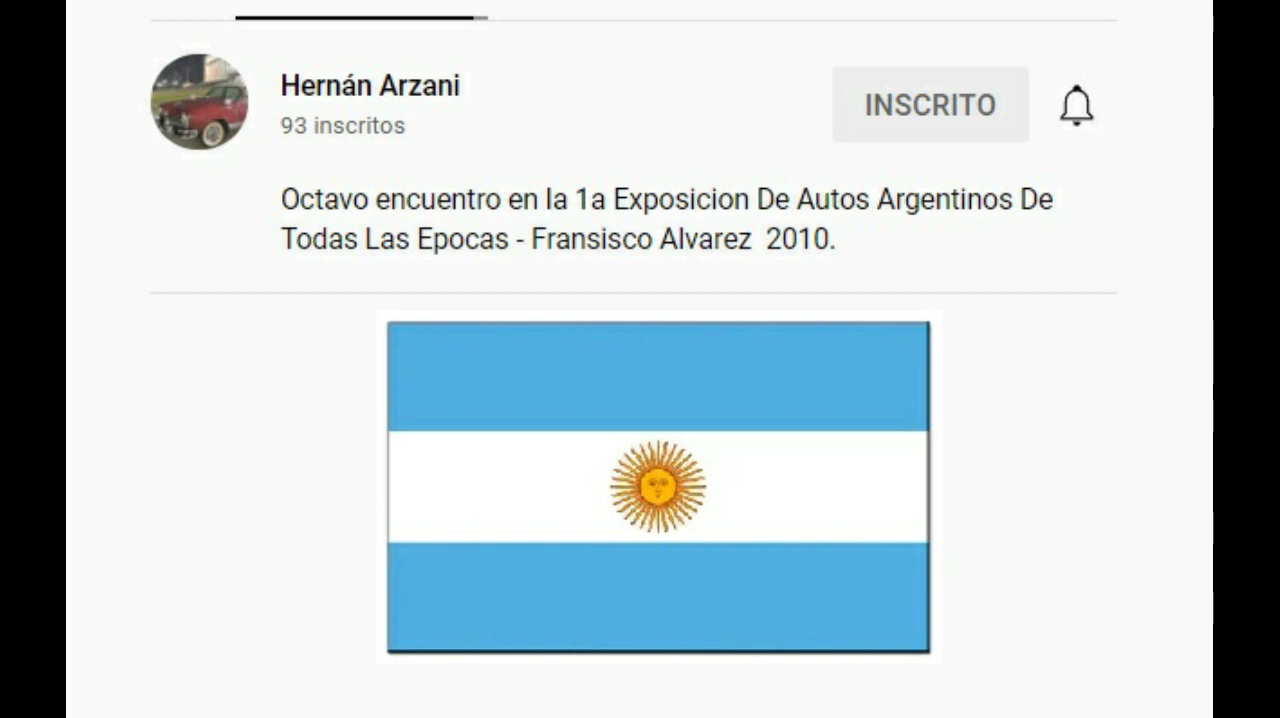 Hernán Arzani
93 inscritos
INSCRITO
Octavo encuentro en la 1a Exposicion De Autos Argentinos De
Todas Las Epocas - Fransisco Alvarez  2010.